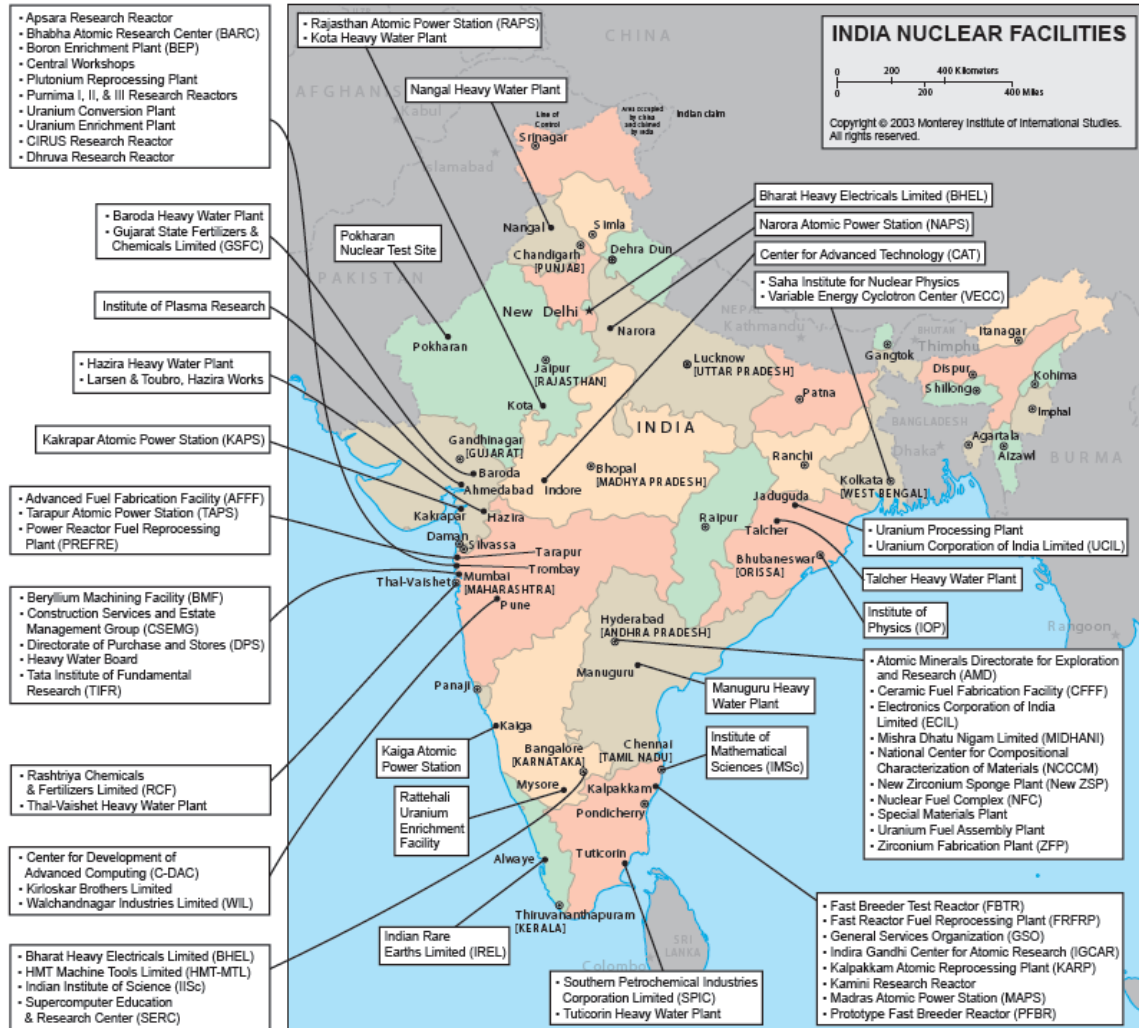 • Apsara Research Reactor
• Bhabha Atomic Research Center (BARC)
• Boron Enrichment Plant (BEP)
• Central Workshops
• Plutonium Reprocessing Plant
• Purnima I, II, & III Research Reactors
• Uranium Conversion Plant
• Uranium Enrichment Plant
• CIRUS Research Reactor
• Dhruva Research Reactor
• Baroda Heavy Water Plant
• Gujarat State Fertilizers &
Chemicals Limited (GSFC)
Institute of Plasma Research
• Hazira Heavy Water Plant
• Larsen & Toubro, Hazira Works
Kakrapar Atomic Power Station (KAPS)
• Advanced Fuel Fabrication Facility (AFFF)
• Tarapur Atomic Power Station (TAPS)
• Power Reactor Fuel Reprocessing
Plant (PREFRE)
• Beryllium Machining Facility (BMF)
• Construction Services and Estate
Management Group (CSEMG)
• Directorate of Purchase and Stores (DPS)
• Heavy Water Board
• Tata Institute of Fundamental
Research (TIFR)
• Rashtriya Chemicals
& Fertilizers Limited (RCF)
• Thal-Vaishet Heavy Water Plant
• Center for Development of
Advanced Computing (C-DAC)
• Kirloskar Brothers Limited
• Walchandnagar Industries Limited (WIL)
• Bharat Heavy Electricals Limited (BHEL)
• HMT Machine Tools Limited (HMT-MTL)
• Indian Institute of Science (IISc)
• Supercomputer Education
& Research Center (SERC)
• Rajasthan Atomic Power Station (RAPS)
• Kota Heavy Water Plant
Nangal Heavy Water Plant
Pokharan
Nuclear Test Site
INDIA NUCLEAR FACILITIES
0 200 400 Kilometers
0 200 400 Miles
Copyright © 2003 Monterey Institute of International Studies.
All rights reserved.
Bharat Heavy Electricals Limited (BHEL)
Narora Atomic Power Station (NAPS)
Center for Advanced Technology (CAT)
• Saha Institute for Nuclear Physics
• Variable Energy Cyclotron Center (VECC)
• Uranium Processing Plant
• Uranium Corporation of India Limited (UCIL)
Talcher Heavy Water Plant
Institute of
Physics (IOP)
• Atomic Minerals Directorate for Exploration
and Research (AMD)
• Ceramic Fuel Fabrication Facility (CFFF)
• Electronics Corporation of India
Limited (ECIL)
• Mishra Dhatu Nigam Limited (MIDHANI)
• National Center for Compositional
Characterization of Materials (NCCCM)
• New Zirconium Sponge Plant (New ZSP)
• Nuclear Fuel Complex (NFC)
• Special Materials Plant
• Uranium Fuel Assembly Plant
• Zirconium Fabrication Plant (ZFP)
Manuguru Heavy
Water Plant
Institute of
Mathematical
Sciences (IMSc)
Kaiga Atomic
Power Station
Rattehali
Uranium
Enrichment
Facility
Indian Rare
Earths Limited (IREL)
• Southern Petrochemical Industries
Corporation Limited (SPIC)
• Tuticorin Heavy Water Plant
• Fast Breeder Test Reactor (FBTR)
• Fast Reactor Fuel Reprocessing Plant (FRFRP)
• General Services Organization (GSO)
• Indira Gandhi Center for Atomic Research (IGCAR)
• Kalpakkam Atomic Reprocessing Plant (KARP)
• Kamini Research Reactor
• Madras Atomic Power Station (MAPS)
• Prototype Fast Breeder Reactor (PFBR)
CHINA
AFGHANIS
Kabul
Islamabad
PAKISTAN
Line of
Control
Area occupied
by china
and claimed
by india
Indian claim
Srinagar
Nangal
Simla
Chandigarh
[PUNJAB]
Dehra Dun
New Delhi
Narora
NEPAL
Kathmandu
BHUTAN
Thimphu
Itanagar
Gangtok
Dispur
Kohima
Shillong
Imphal
Pokharan
Jaipur
[RAJASTHAN]
Lucknow
[UTTAR PRADESH]
Patna
BANGLADESH
Dhaka
Agartala
Aizawl
BURMA
Kota
INDIA
Gandhinagar
[GUJARAT]
Baroda
Ahmedabad
Indore
Bhopal
[MADHYA PRADESH]
Ranchi
Kolkata
[WEST BENGAL]
Jaduguda
Kakrapar
Hazira
Raipur
Talcher
Daman
Silvassa
Tarapur
Trombay
Bhubaneswar
[ORISSA]
Thal-Vaishet
Mumbai
[MAHARASHTRA]
Pune
Hyderabad
[ANDHRA PRADESH]
Rangoon
Manuguru
Panaji
Kaiga
Bangalore
[KARNATAKA]
Chennai
[TAMIL NADU]
Mysore
Kalpakkam
Pondicherry
Alwaye
Tuticorin
Thiruvananthapuram
[KERALA]
SRI
LANKA
Colombo